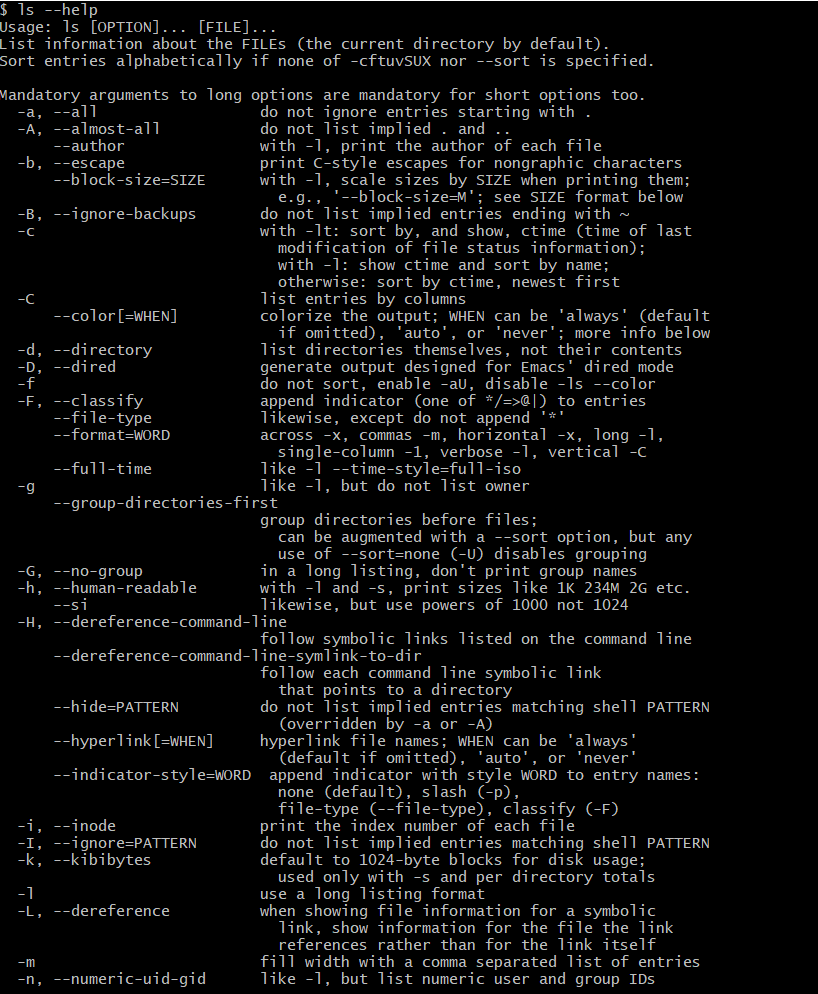 $ ls --help
Usage: ls [OPTION]... [FILE]...
List information about the FILEs (the current directory by default).
Sort entries alphabetically if none of -cftuvSUX nor --sort is specified.

Mandatory arguments to long options are mandatory for short options too.
  -a, --all                  do not ignore entries starting with .
  -A, --almost-all           do not list implied . and ..
      --author               with -l, print the author of each file
  -b, --escape               print C-style escapes for nongraphic characters
      --block-size=SIZE      with -l, scale sizes by SIZE when printing them;
                               e.g., '--block-size=M'; see SIZE format below
  -B, --ignore-backups       do not list implied entries ending with ~
  -c                         with -lt: sort by, and show, ctime (time of last
                               modification of file status information);
                               with -l: show ctime and sort by name;
                               otherwise: sort by ctime, newest first
  -C                         list entries by columns
      --color[=WHEN]         colorize the output; WHEN can be 'always' (default
                               if omitted), 'auto', or 'never'; more info below
  -d, --directory            list directories themselves, not their contents
  -D, --dired                generate output designed for Emacs' dired mode
  -f                         do not sort, enable -aU, disable -ls --color
  -F, --classify             append indicator (one of */=>@|) to entries
      --file-type            likewise, except do not append '*'
      --format=WORD          across -x, commas -m, horizontal -x, long -l,
                               single-column -1, verbose -l, vertical -C
      --full-time            like -l --time-style=full-iso
  -g                         like -l, but do not list owner
      --group-directories-first
                             group directories before files;
                               can be augmented with a --sort option, but any
                               use of --sort=none (-U) disables grouping
  -G, --no-group             in a long listing, don't print group names
  -h, --human-readable       with -l and -s, print sizes like 1K 234M 2G etc.
      --si                   likewise, but use powers of 1000 not 1024
  -H, --dereference-command-line
                             follow symbolic links listed on the command line
      --dereference-command-line-symlink-to-dir
                             follow each command line symbolic link
                               that points to a directory
      --hide=PATTERN         do not list implied entries matching shell PATTERN
                               (overridden by -a or -A)
      --hyperlink[=WHEN]     hyperlink file names; WHEN can be 'always'
                               (default if omitted), 'auto', or 'never'
      --indicator-style=WORD  append indicator with style WORD to entry names:
                               none (default), slash (-p),
                               file-type (--file-type), classify (-F)
  -i, --inode                print the index number of each file
  -I, --ignore=PATTERN       do not list implied entries matching shell PATTERN
  -k, --kibibytes            default to 1024-byte blocks for disk usage;
                               used only with -s and per directory totals
  -l                         use a long listing format
  -L, --dereference          when showing file information for a symbolic
                               link, show information for the file the link
                               references rather than for the link itself
  -m                         fill width with a comma separated list of entries
  -n, --numeric-uid-gid      like -l, but list numeric user and group IDs